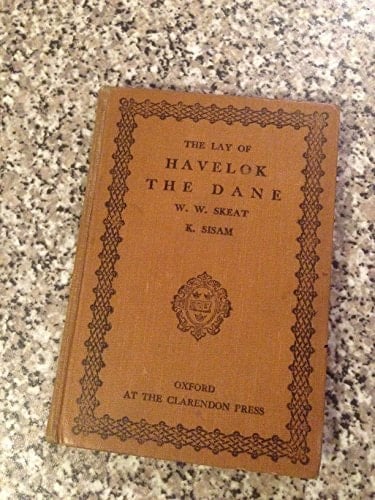 THE LAY OF
HAVELOK
THE DANE
W. W. SKEAT
K. SISAM
OXFORD
AT THE CLARENDON PRESS